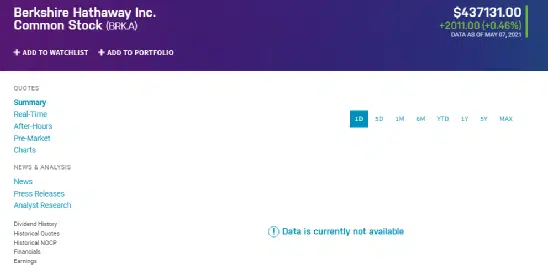 Berkshire Hathaway Inc.
Common Stock (BRK.A)
$437131.00
+2011.00 (+0.46%)
DATA AS OF MAY 07, 2021
+ ADD TO WATCHLIST + ADD TO PORTFOLIO
QUOTES
Summary
Real-Time
After-Hours
Pre-Market
Charts
NEWS & ANALYSIS
News
Press Releases
Analyst Research
Dividend History
Historical Quotes
Historical NOCP
Financials
Earnings
1D 5D 1M 6M YTD 1Y 5Y MAX
! Data is currently not available